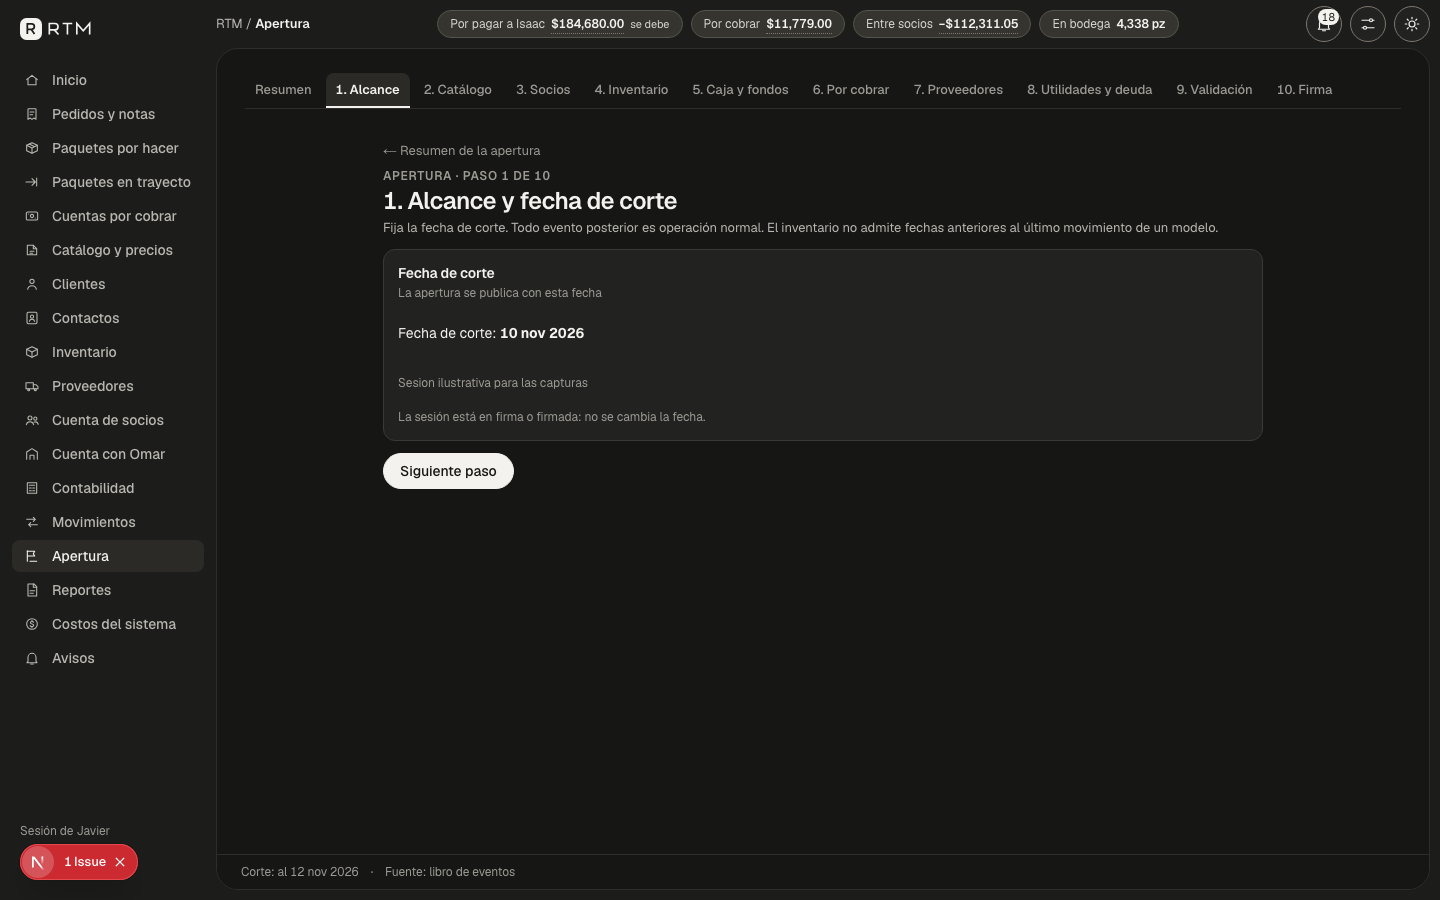 R RTM
RTM / Apertura
Por pagar a Isaac $184,680.00 se debe
Por cobrar $11,779.00
Entre socios −$112,311.05
En bodega 4,338 pz
18
Inicio
Pedidos y notas
Paquetes por hacer
Paquetes en trayecto
Cuentas por cobrar
Catálogo y precios
Clientes
Contactos
Inventario
Proveedores
Cuenta de socios
Cuenta con Omar
Contabilidad
Movimientos
Apertura
Reportes
Costos del sistema
Avisos
Sesión de Javier
N 1 Issue
Resumen
1. Alcance
2. Catálogo
3. Socios
4. Inventario
5. Caja y fondos
6. Por cobrar
7. Proveedores
8. Utilidades y deuda
9. Validación
10. Firma
← Resumen de la apertura
APERTURA · PASO 1 DE 10
1. Alcance y fecha de corte
Fija la fecha de corte. Todo evento posterior es operación normal. El inventario no admite fechas anteriores al último movimiento de un modelo.
Fecha de corte
La apertura se publica con esta fecha
Fecha de corte: 10 nov 2026
Sesion ilustrativa para las capturas
La sesión está en firma o firmada: no se cambia la fecha.
Siguiente paso
Corte: al 12 nov 2026 · Fuente: libro de eventos